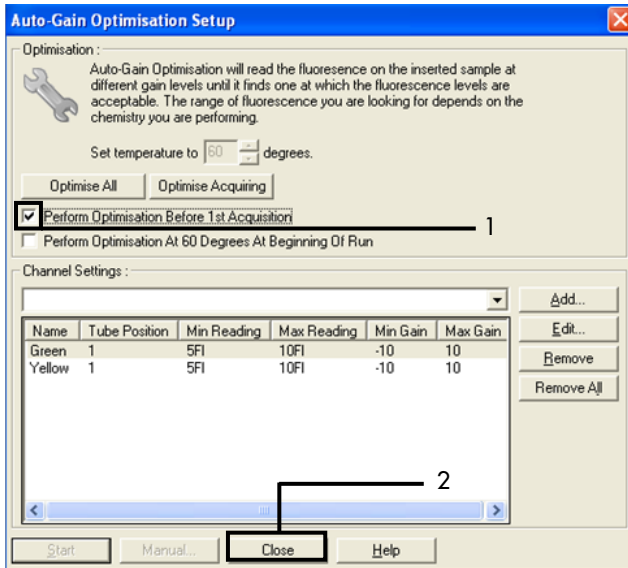 Auto-Gain Optimisation Setup
Optimisation :
Auto-Gain Optimisation will read the fluoresence on the inserted sample at
different gain levels until it finds one at which the fluorescence levels are
acceptable. The range of fluorescence you are looking for depends on the
chemistry you are performing.
Set temperature to 60 degrees.
Optimise All Optimise Acquiring
Perform Optimisation Before 1st Acquisition
1
Perform Optimisation At 60 Degrees At Beginning Of Run
Channel Settings :
Add...
Name Tube Position Min Reading Max Reading Min Gain Max Gain
Edit...
Green 1 5Fl 10Fl -10 10
Yellow 1 5Fl 10Fl -10 10
Remove
Remove All
2
Start Manual... Close Help